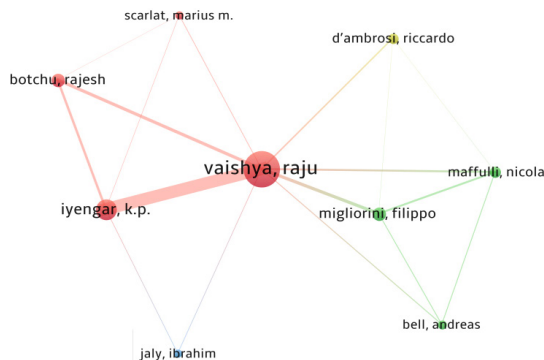 scarlat, marius m.
d'ambrosi, riccardo
botchu, rajesh
vaishya, raju
maffulli, nicola
iyengar, k.p.
migliorini, filippo
bell, andreas
jaly, ibrahim